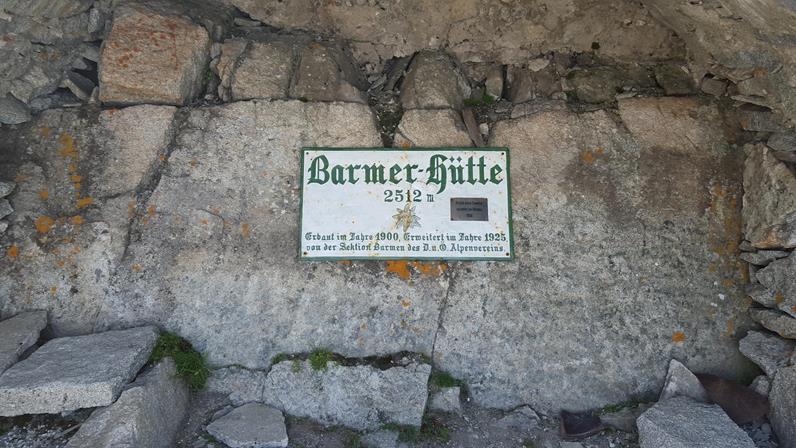 Barmer-Hütte
2512 m
Erbaut im Jahre 1900, Erweitert im Jahre 1925,
von der Sektion Barmen des D. u. Ö. Alpenvereins.